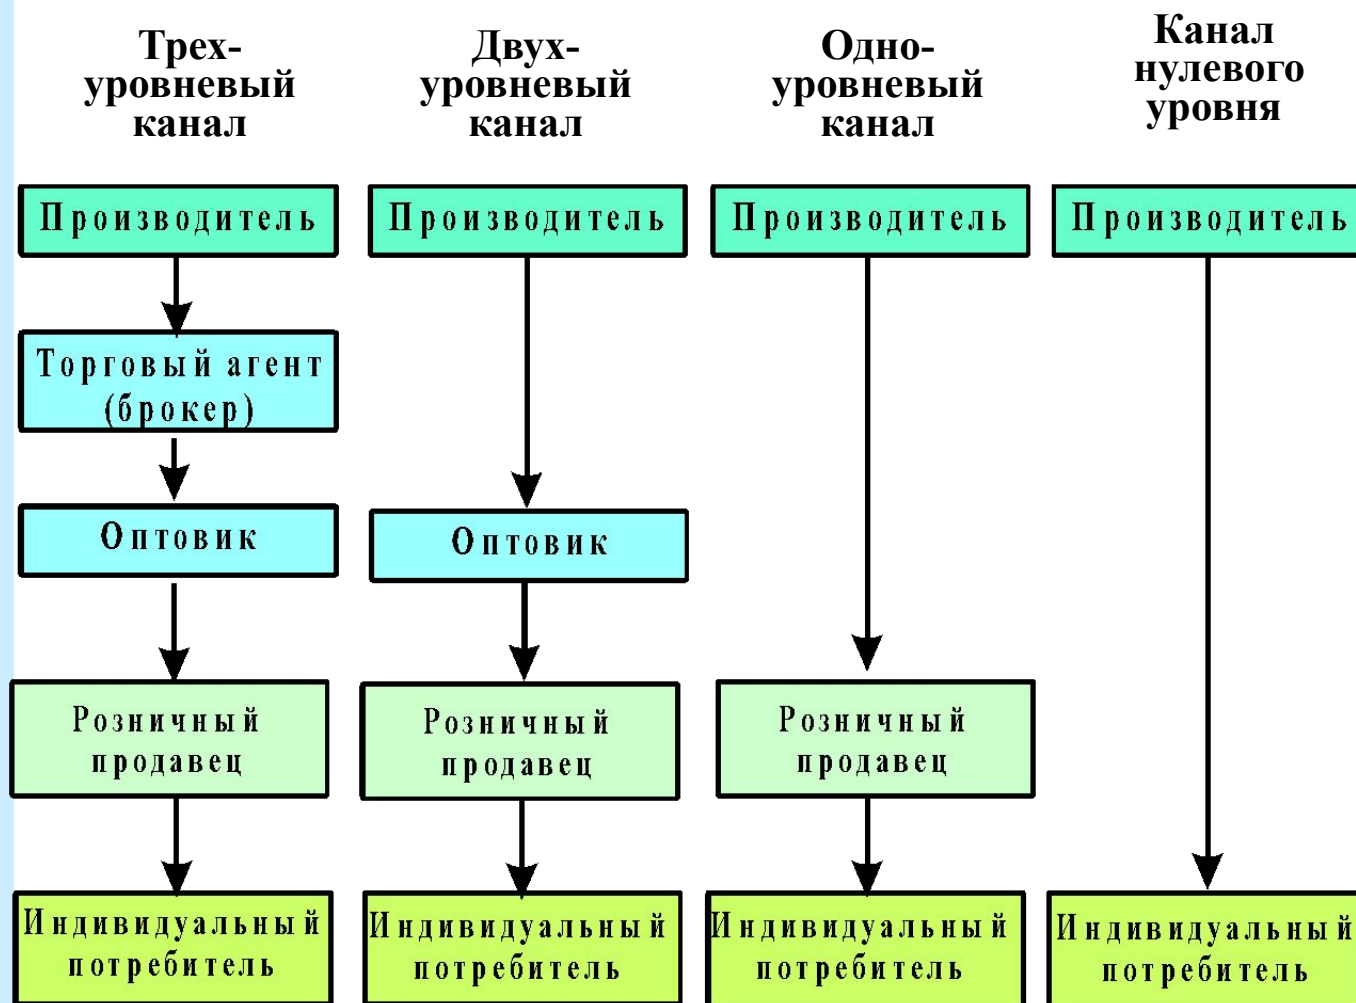 Трех-
уровневый
канал
Двух-
уровневый
канал
Одно-
уровневый
канал
Канал
нулевого
уровня
Производитель
Производитель
Производитель
Производитель
Торговый агент
(брокер)
Оптовик
Оптовик
Розничный
продавец
Розничный
продавец
Розничный
продавец
Индивидуальный
потребитель
Индивидуальный
потребитель
Индивидуальный
потребитель
Индивидуальный
потребитель